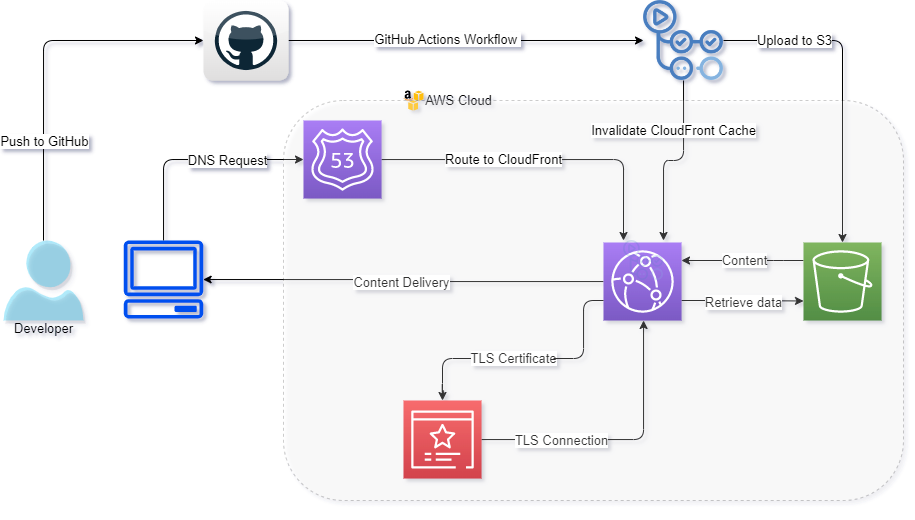 GitHub Actions Workflow
Upload to S3
a
AWS Cloud
Invalidate CloudFront Cache
Push to GitHub
DNS Request
53
Route to CloudFront
Content
Content Delivery
Retrieve data
Developer
TLS Certificate
TLS Connection